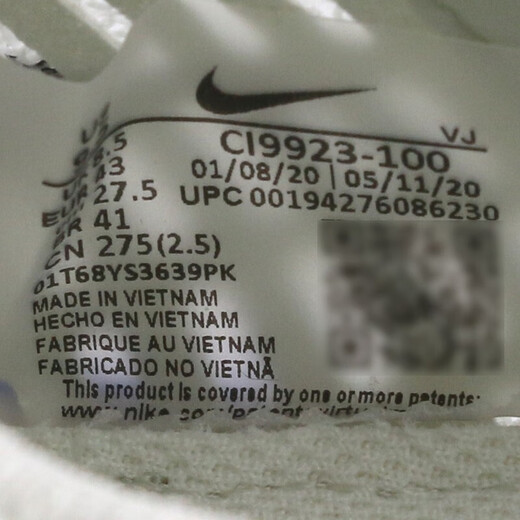 VJ
CI9923-100
01/08/20 | 05/11/20
UPC 00194276086230
43
27.5
BR 41
CN 275(2.5)
01T68YS3639PK
MADE IN VIETNAM
HECHO EN VIETNAM
FABRIQUE AU VIETNAM
FABRICADO NO VIETNÃ
This product is covered by one or more patents: